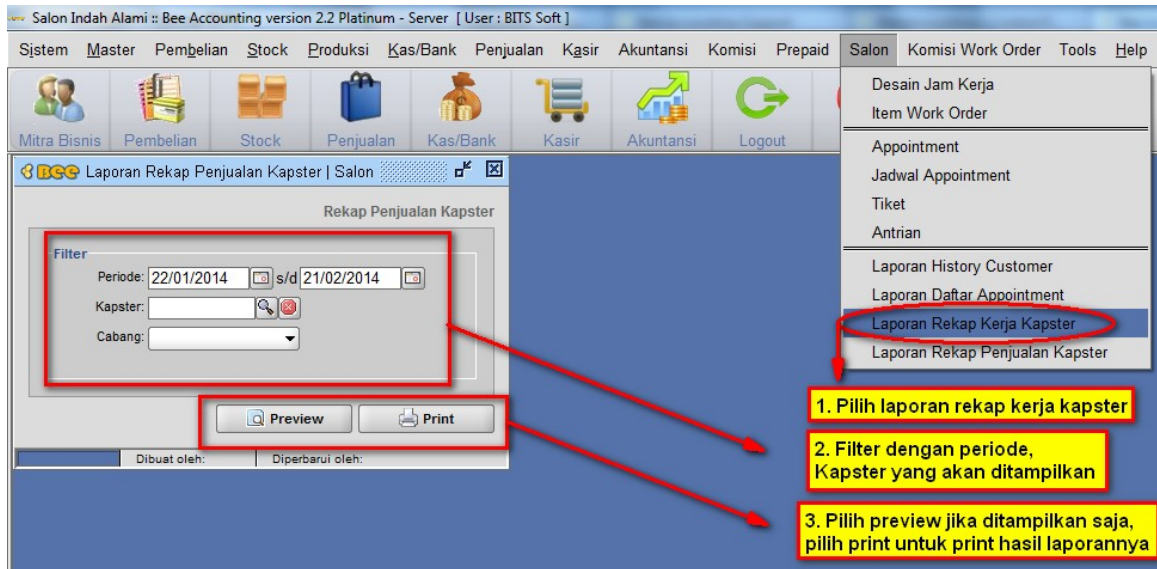 Salon Indah Alami :: Bee Accounting version 2.2 Platinum - Server [ User : BITS Soft ]
Sistem Master Pembelian Stock Produksi Kas/Bank Penjualan Kasir Akuntansi Komisi Prepaid Salon Komisi Work Order Tools Help
Mitra Bisnis Pembelian Stock Penjualan Kas/Bank Kasir Akuntansi Logout
Desain Jam Kerja
Item Work Order
Appointment
Jadwal Appointment
Tiket
Antrian
Laporan History Customer
Laporan Daftar Appointment
Laporan Rekap Kerja Kapster
Laporan Rekap Penjualan Kapster
BEE Laporan Rekap Penjualan Kapster | Salon
Rekap Penjualan Kapster
Filter
Periode: 22/01/2014 s/d 21/02/2014
Kapster:
Cabang:
Preview Print
Dibuat oleh: Diperbarui oleh:
1. Pilih laporan rekap kerja kapster
2. Filter dengan periode,
Kapster yang akan ditampilkan
3. Pilih preview jika ditampilkan saja,
pilih print untuk print hasil laporannya